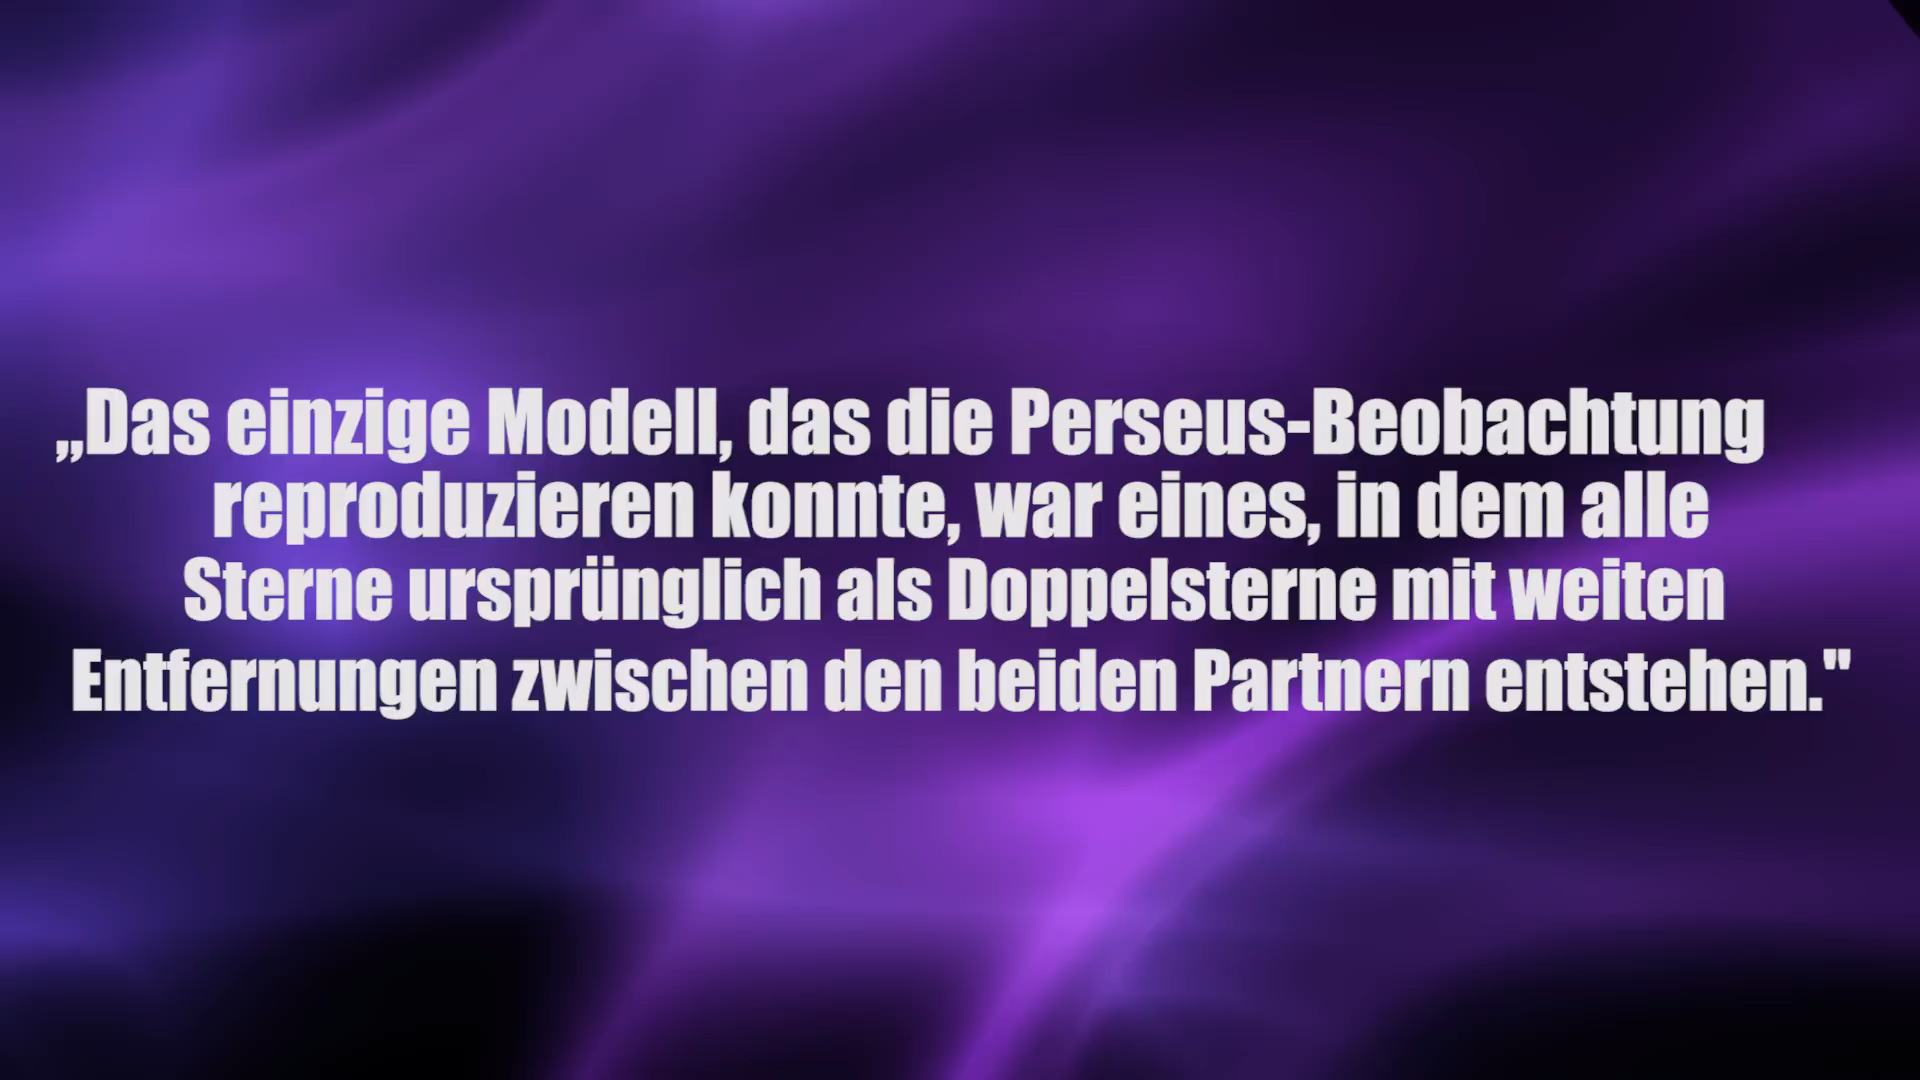 „Das einzige Modell, das die Perseus-Beobachtung
reproduzieren konnte, war eines, in dem alle
Sterne ursprünglich als Doppelsterne mit weiten
Entfernungen zwischen den beiden Partnern entstehen."